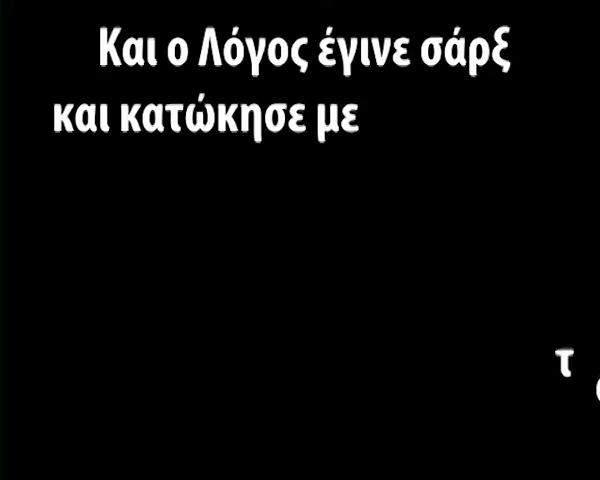 Και ο Λόγος έγινε σάρξ
και κατώκησε με
τ